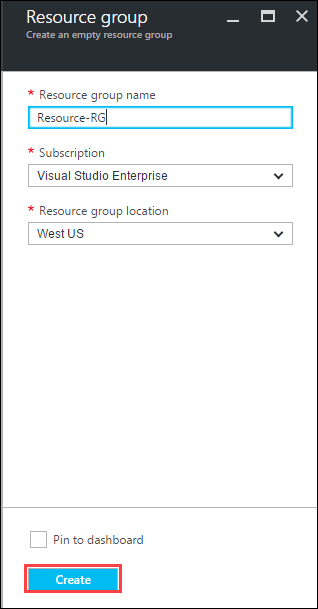 Resource group
Create an empty resource group
* Resource group name
Resource-RG
* Subscription
Visual Studio Enterprise
* Resource group location
West US
Pin to dashboard
Create